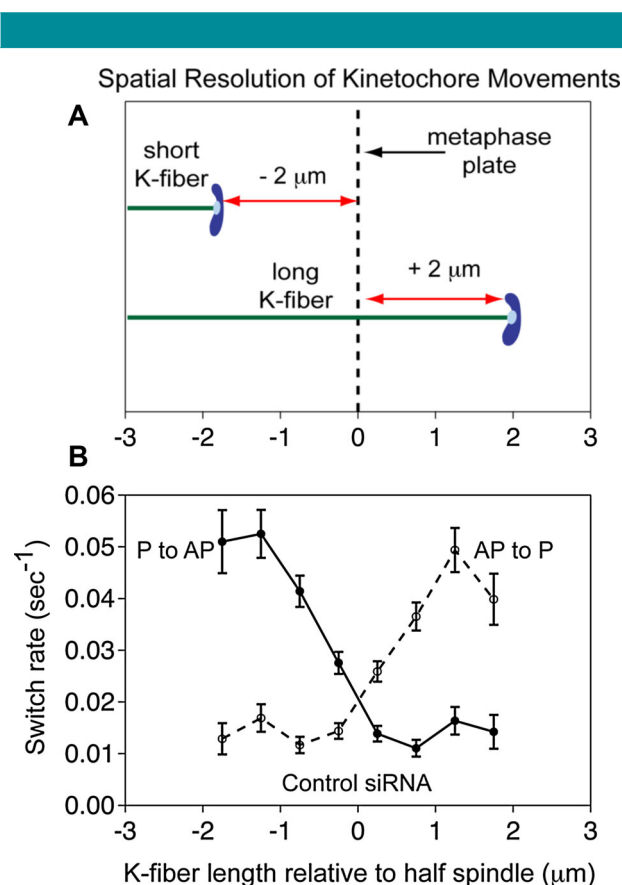 Spatial Resolution of Kinetochore Movements
A
short
K-fiber
- 2 μm
metaphase
plate
long
K-fiber
+ 2 μm
-3 -2 -1 0 1 2 3
B
0.06
0.05
0.04
0.03
0.02
0.01
0.00
P to AP
AP to P
Switch rate (sec-1)
Control siRNA
-3 -2 -1 0 1 2 3
K-fiber length relative to half spindle (μm)